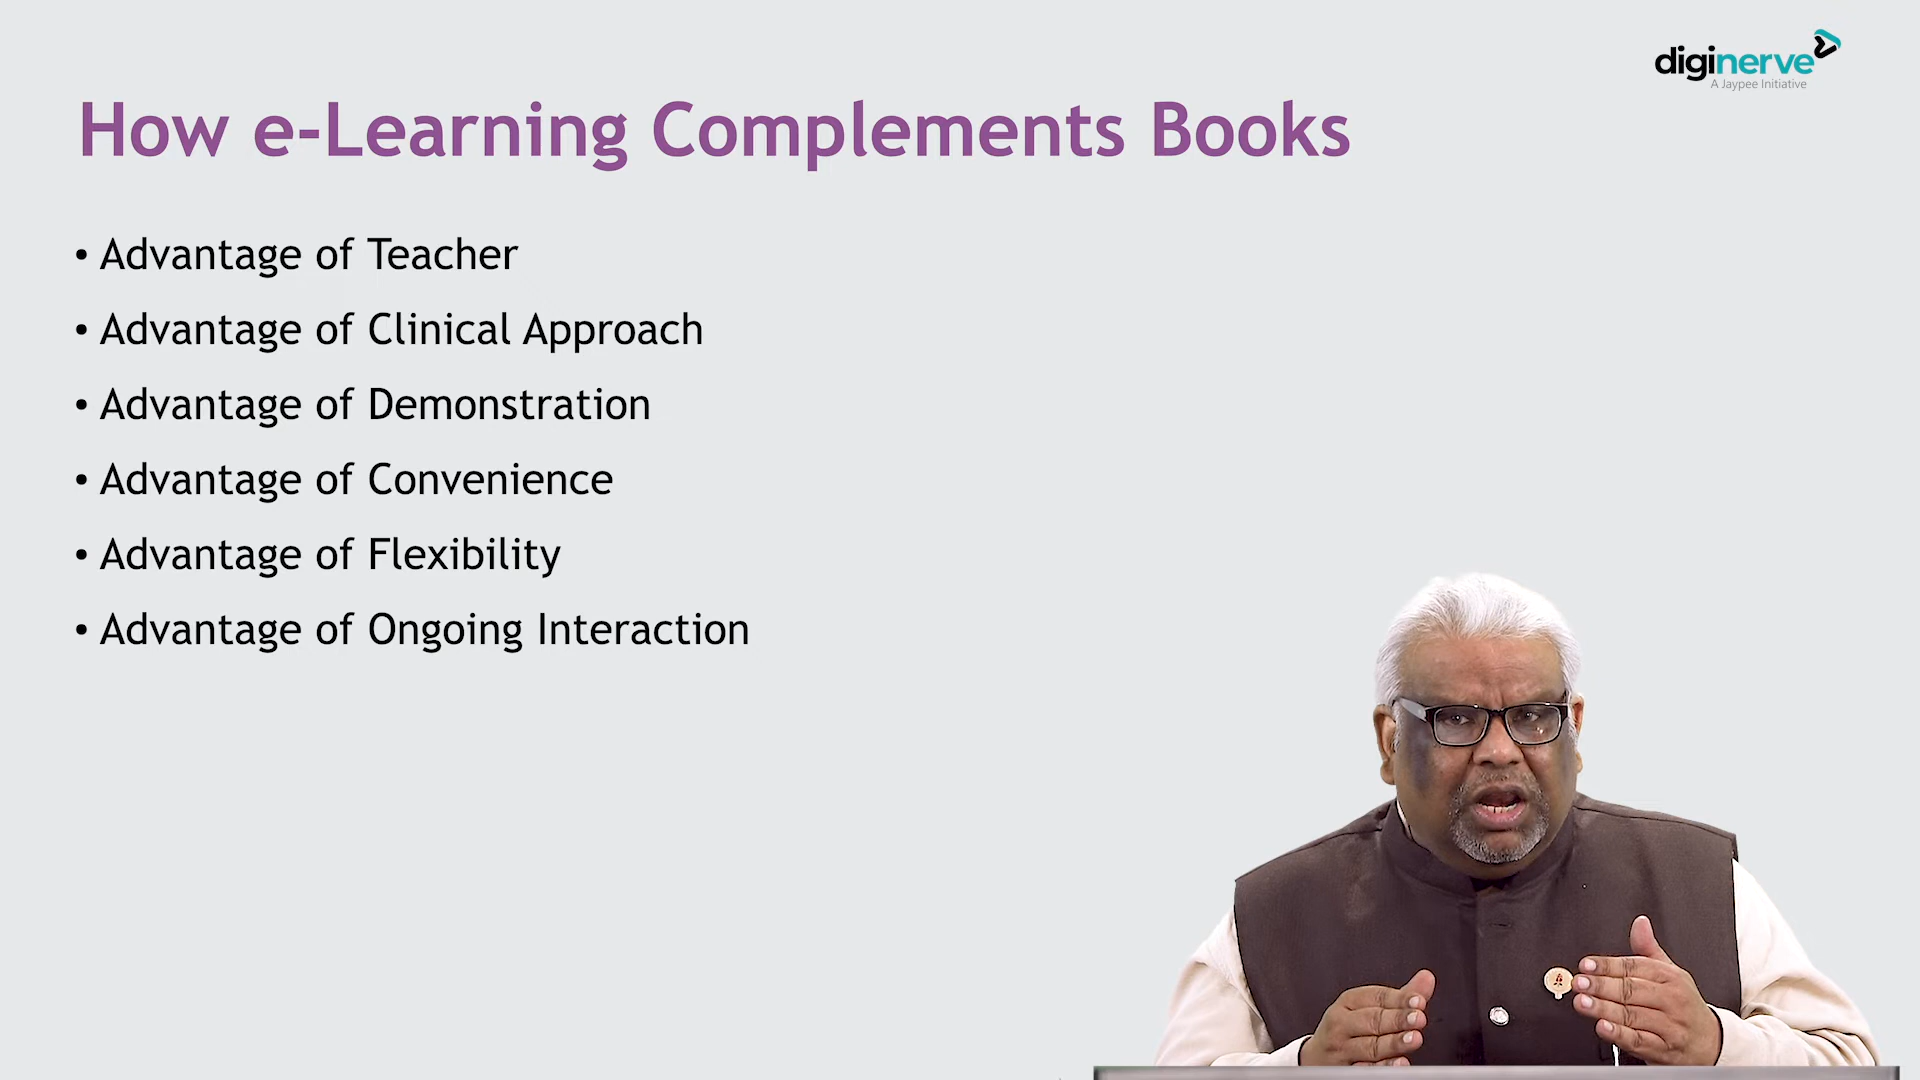 diginerve
A Jaypee Initiative
How e-Learning Complements Books
• Advantage of Teacher
• Advantage of Clinical Approach
• Advantage of Demonstration
• Advantage of Convenience
• Advantage of Flexibility
• Advantage of Ongoing Interaction